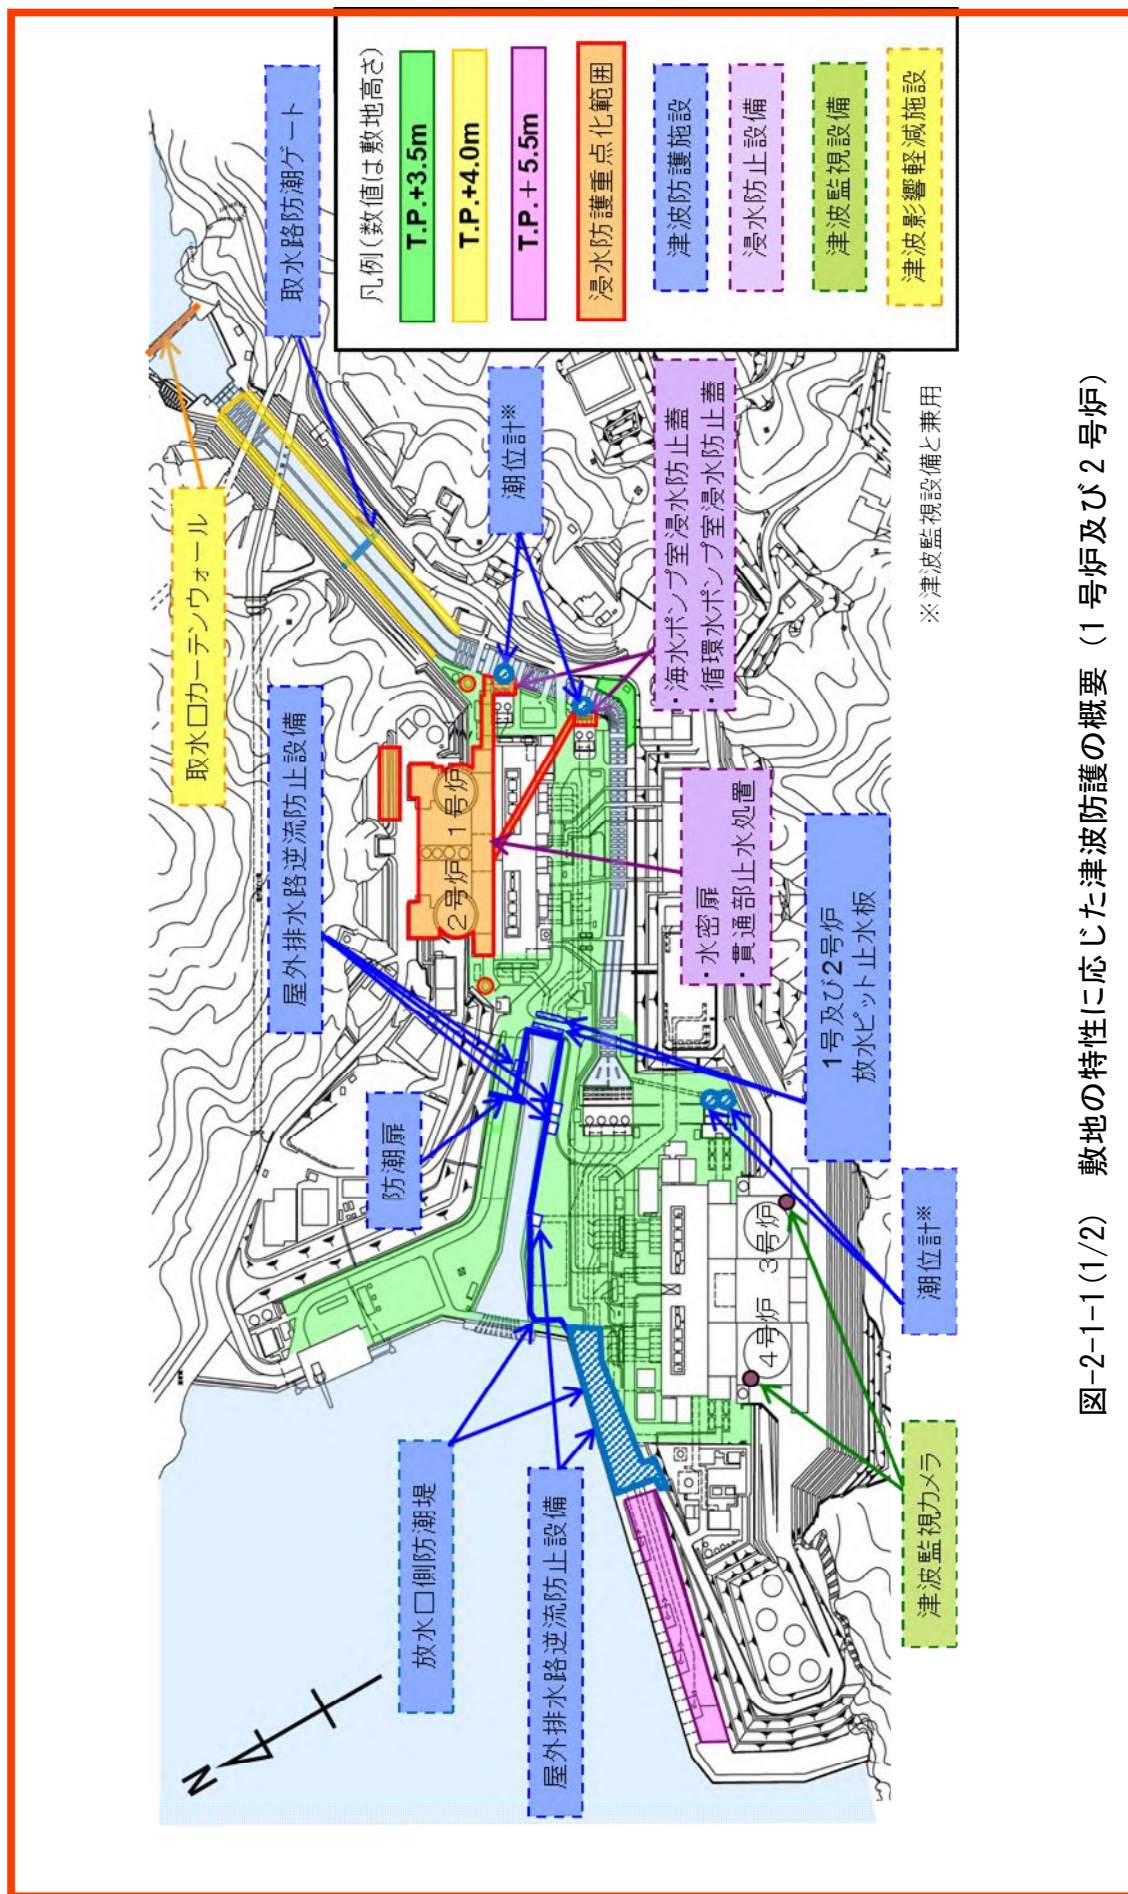 凡例(数値は敷地高さ)
T.P.+3.5m
T.P.+4.0m
T.P.+5.5m
浸水防護重点化範囲
津波防護施設
浸水防止設備
津波監視設備
津波影響軽減施設
取水路防潮ゲート
取水口カーテンウォール
潮位計※
・海水ポンプ室浸水防止蓋
・循環水ポンプ室浸水防止蓋
※津波監視設備と兼用
屋外排水路逆流防止設備
2号炉
1号炉
・水密扉
・貫通部止水処置
防潮扉
1号及び2号炉
放水ピット止水板
潮位計※
4号炉
3号炉
放水口側防潮堤
屋外排水路逆流防止設備
津波監視カメラ
N
図-2-1-1(1/2) 敷地の特性に応じた津波防護の概要(1号炉及び2号炉)